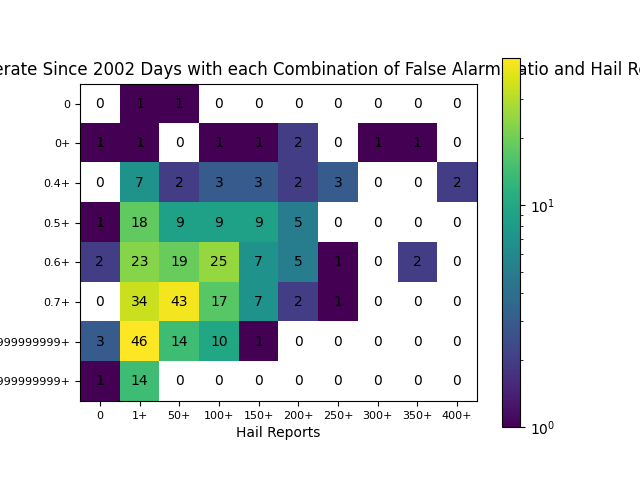 erate Since 2002 Days with each Combination of False Alarm Ratio and Hail R
0 0 1 1 0 0 0 0 0 0 0
0+ 1 1 0 1 1 2 0 1 1 0
0.4+ 0 7 2 3 3 2 3 0 0 2
0.5+ 1 18 9 9 9 5 0 0 0 0
0.6+ 2 23 19 25 7 5 1 0 2 0
0.7+ 0 34 43 17 7 2 1 0 0 0
999999999+ 3 46 14 10 1 0 0 0 0 0
999999999+ 1 14 0 0 0 0 0 0 0 0
0 1+ 50+ 100+ 150+ 200+ 250+ 300+ 350+ 400+
Hail Reports
10¹
10⁰